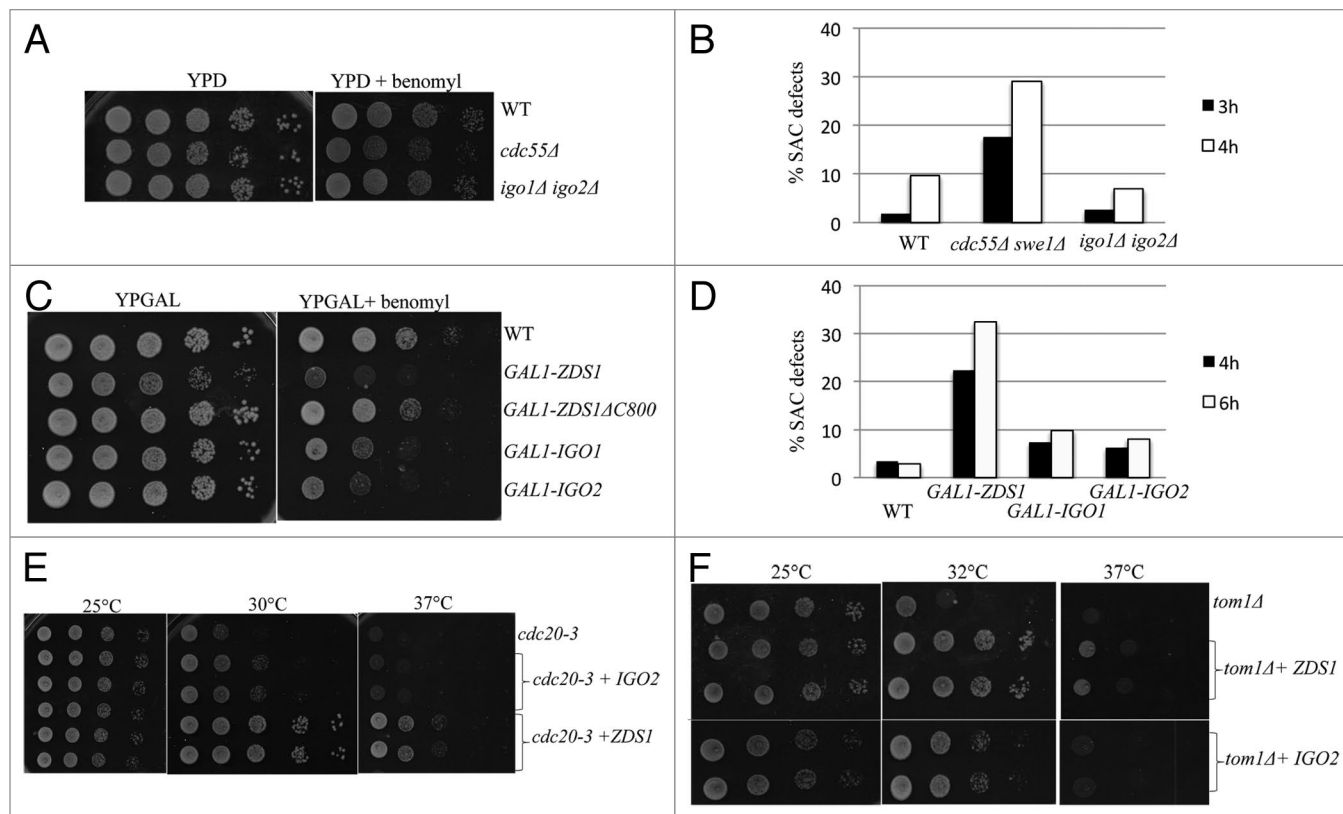 A
YPD
YPD + benomyl
WT
cdc55Δ
igo1Δ igo2Δ
B
% SAC defects
40
30
20
10
0
WT
cdc55Δ swe1Δ
igo1Δ igo2Δ
3h
4h
C
YPGAL
YPGAL+ benomyl
WT
GAL1-ZDS1
GAL1-ZDS1ΔC800
GAL1-IGO1
GAL1-IGO2
D
% SAC defects
40
30
20
10
0
WT
GAL1-ZDS1
GAL1-IGO1
GAL1-IGO2
4h
6h
E
25°C
30°C
37°C
cdc20-3
cdc20-3 + IGO2
cdc20-3 +ZDS1
F
25°C
32°C
37°C
tom1Δ
tom1Δ+ ZDS1
tom1Δ+ IGO2